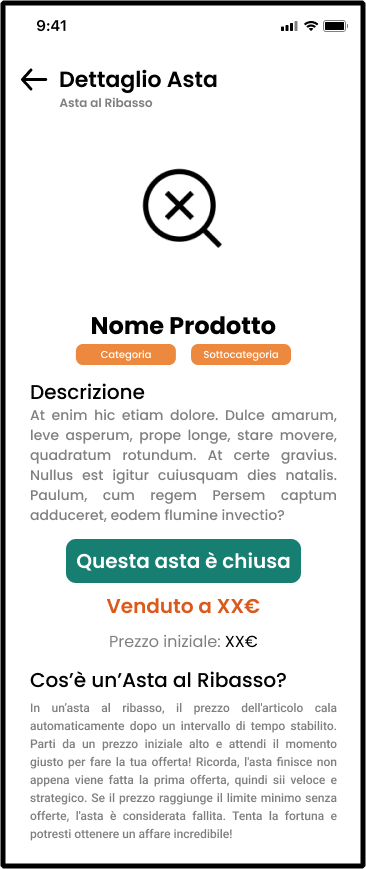 9:41
Dettaglio Asta
Asta al Ribasso
Nome Prodotto
Categoria
Sottocategoria
Descrizione
At enim hic etiam dolore. Dulce amarum,
leve asperum, prope longe, stare movere,
quadratum rotundum. At certe gravius.
Nullus est igitur cuiusquam dies natalis.
Paulum, cum regem Persem captum
adduceret, eodem flumine invectio?
Questa asta è chiusa
Venduto a XX€
Prezzo iniziale: XX€
Cos’è un’Asta al Ribasso?
In un'asta al ribasso, il prezzo dell'articolo cala
automaticamente dopo un intervallo di tempo stabilito.
Parti da un prezzo iniziale alto e attendi il momento
giusto per fare la tua offerta! Ricorda, l'asta finisce non
appena viene fatta la prima offerta, quindi sii veloce e
strategico. Se il prezzo raggiunge il limite minimo senza
offerte, l'asta è considerata fallita. Tenta la fortuna e
potresti ottenere un affare incredibile!